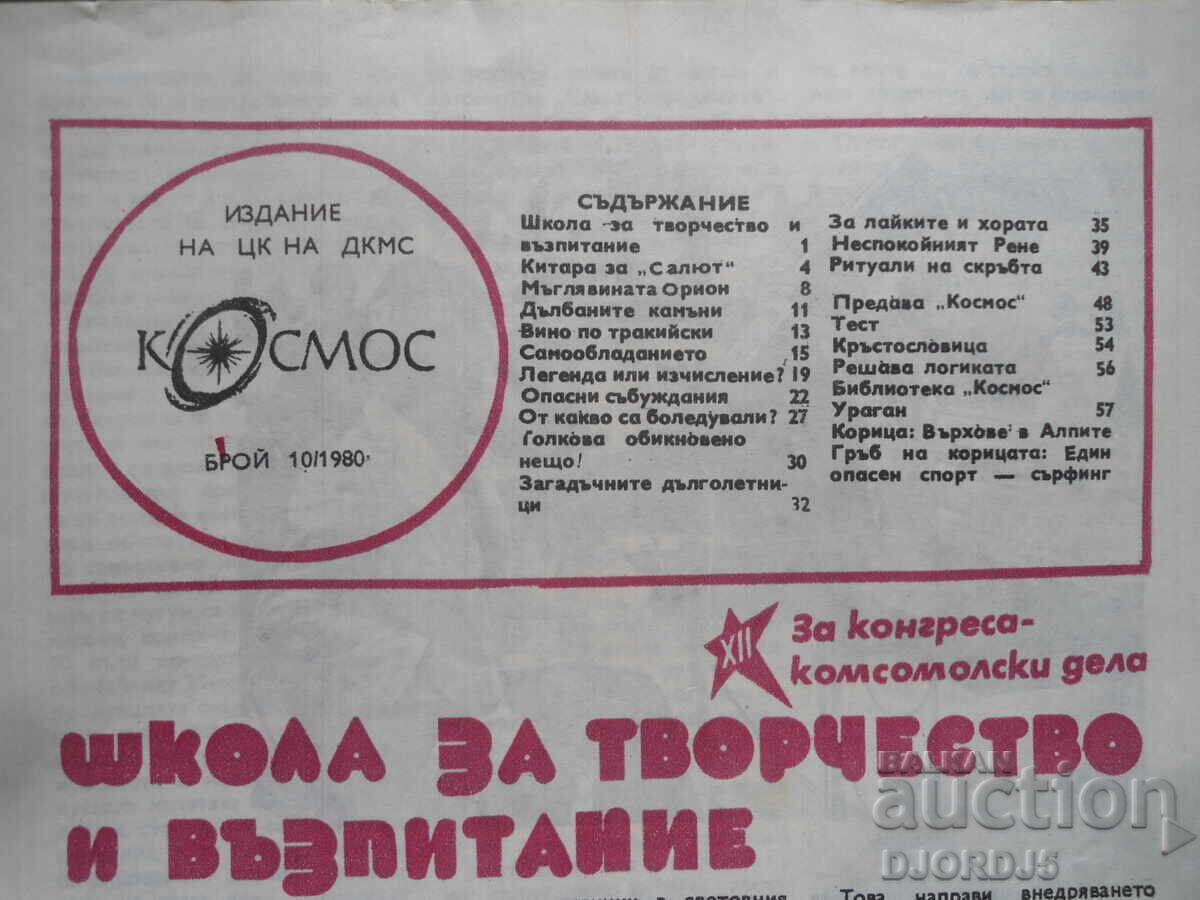 ИЗДАНИЕ
НА ЦК НА ДКМС
КОСМОС
БРОЙ 10/1980
СЪДЪРЖАНИЕ
Школа за творчество и
възпитание 1
Китара за „Салют" 4
Мъглявината Орион 8
Дълбаните камъни 11
Вино по тракийски 13
Самообладанието 15
Легенда или изчисление? 19
Опасни събуждания 22
От какво са боледували? 27
Толкова обикновено
нещо! 30
Загадъчните дълголетни-
ци 32
За лайките и хората 35
Неспокойният Рене 39
Ритуали на скръбта 43
Предава „Космос" 48
Тест 53
Кръстословица 54
Решава логиката 56
Библиотека „Космос"
Ураган 57
Корица: Върхове в Алпите
Гръб на корицата: Един
опасен спорт — сърфинг
XII
За конгреса-
комсомолски дела
ШКОЛА ЗА ТВОРЧЕСТВО
И ВЪЗПИТАНИЕ
в световния
Това направи внедряването
BALKAN
auction
DJORDJ5